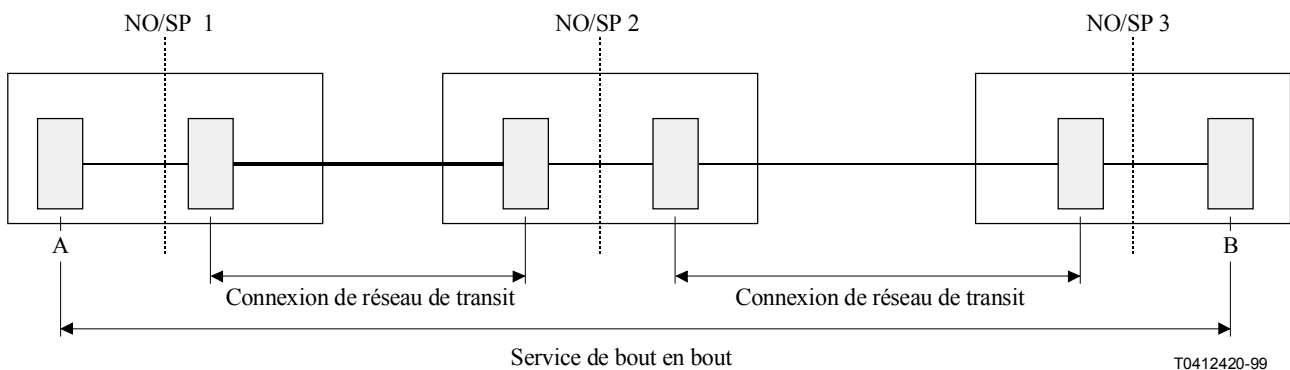 NO/SP 1
NO/SP 2
NO/SP 3
A
B
Connexion de réseau de transit
Connexion de réseau de transit
Service de bout en bout
T0412420-99